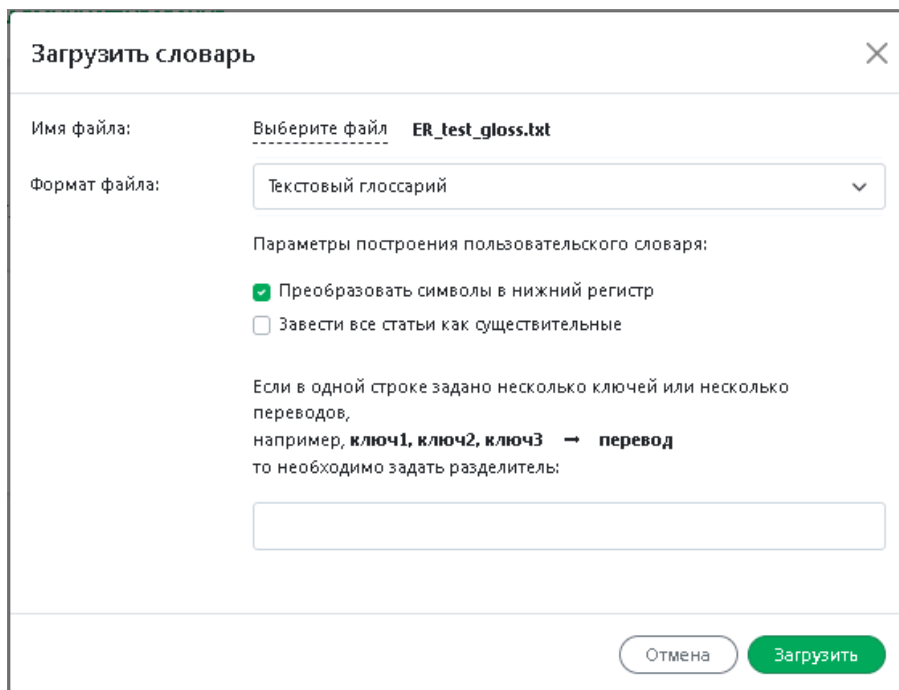 Загрузить словарь
Имя файла: Выберите файл ER_test_gloss.txt
Формат файла: Текстовый глоссарий
Параметры построения пользовательского словаря:
Преобразовать символы в нижний регистр
Завести все статьи как существительные
Если в одной строке задано несколько ключей или несколько
переводов,
например, ключ1, ключ2, ключ3 → перевод
то необходимо задать разделитель:
Отмена Загрузить